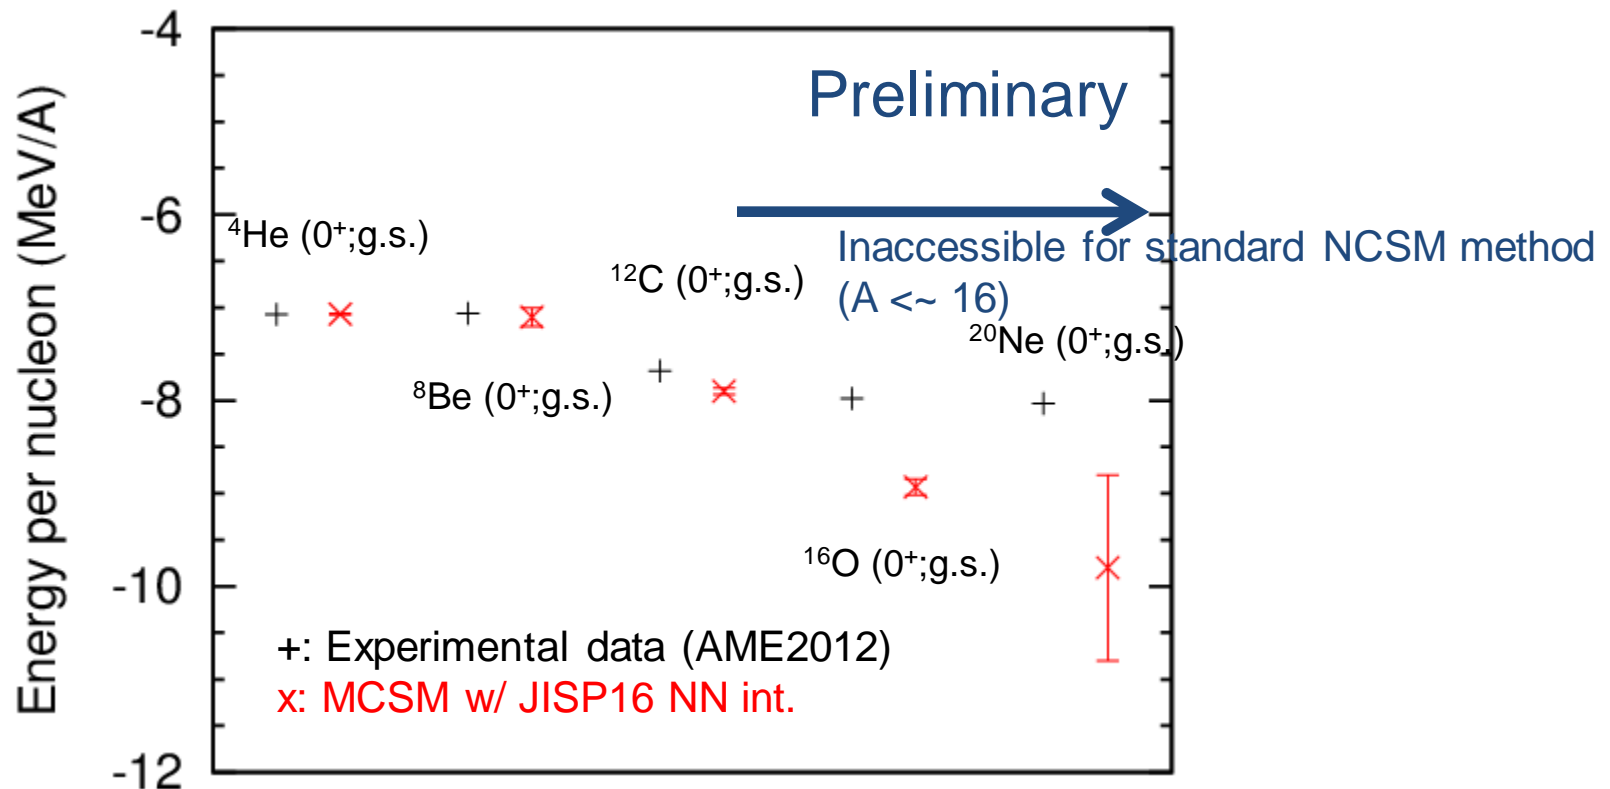 -4
Preliminary
-6
⁴He (0⁺;g.s.)
Inaccessible for standard NCSM method
¹²C (0⁺;g.s.)
(A <~ 16)
²⁰Ne (0⁺;g.s.)
-8
⁸Be (0⁺;g.s.)
¹⁶O (0⁺;g.s.)
-10
+: Experimental data (AME2012)
x: MCSM w/ JISP16 NN int.
-12
Energy per nucleon (MeV/A)